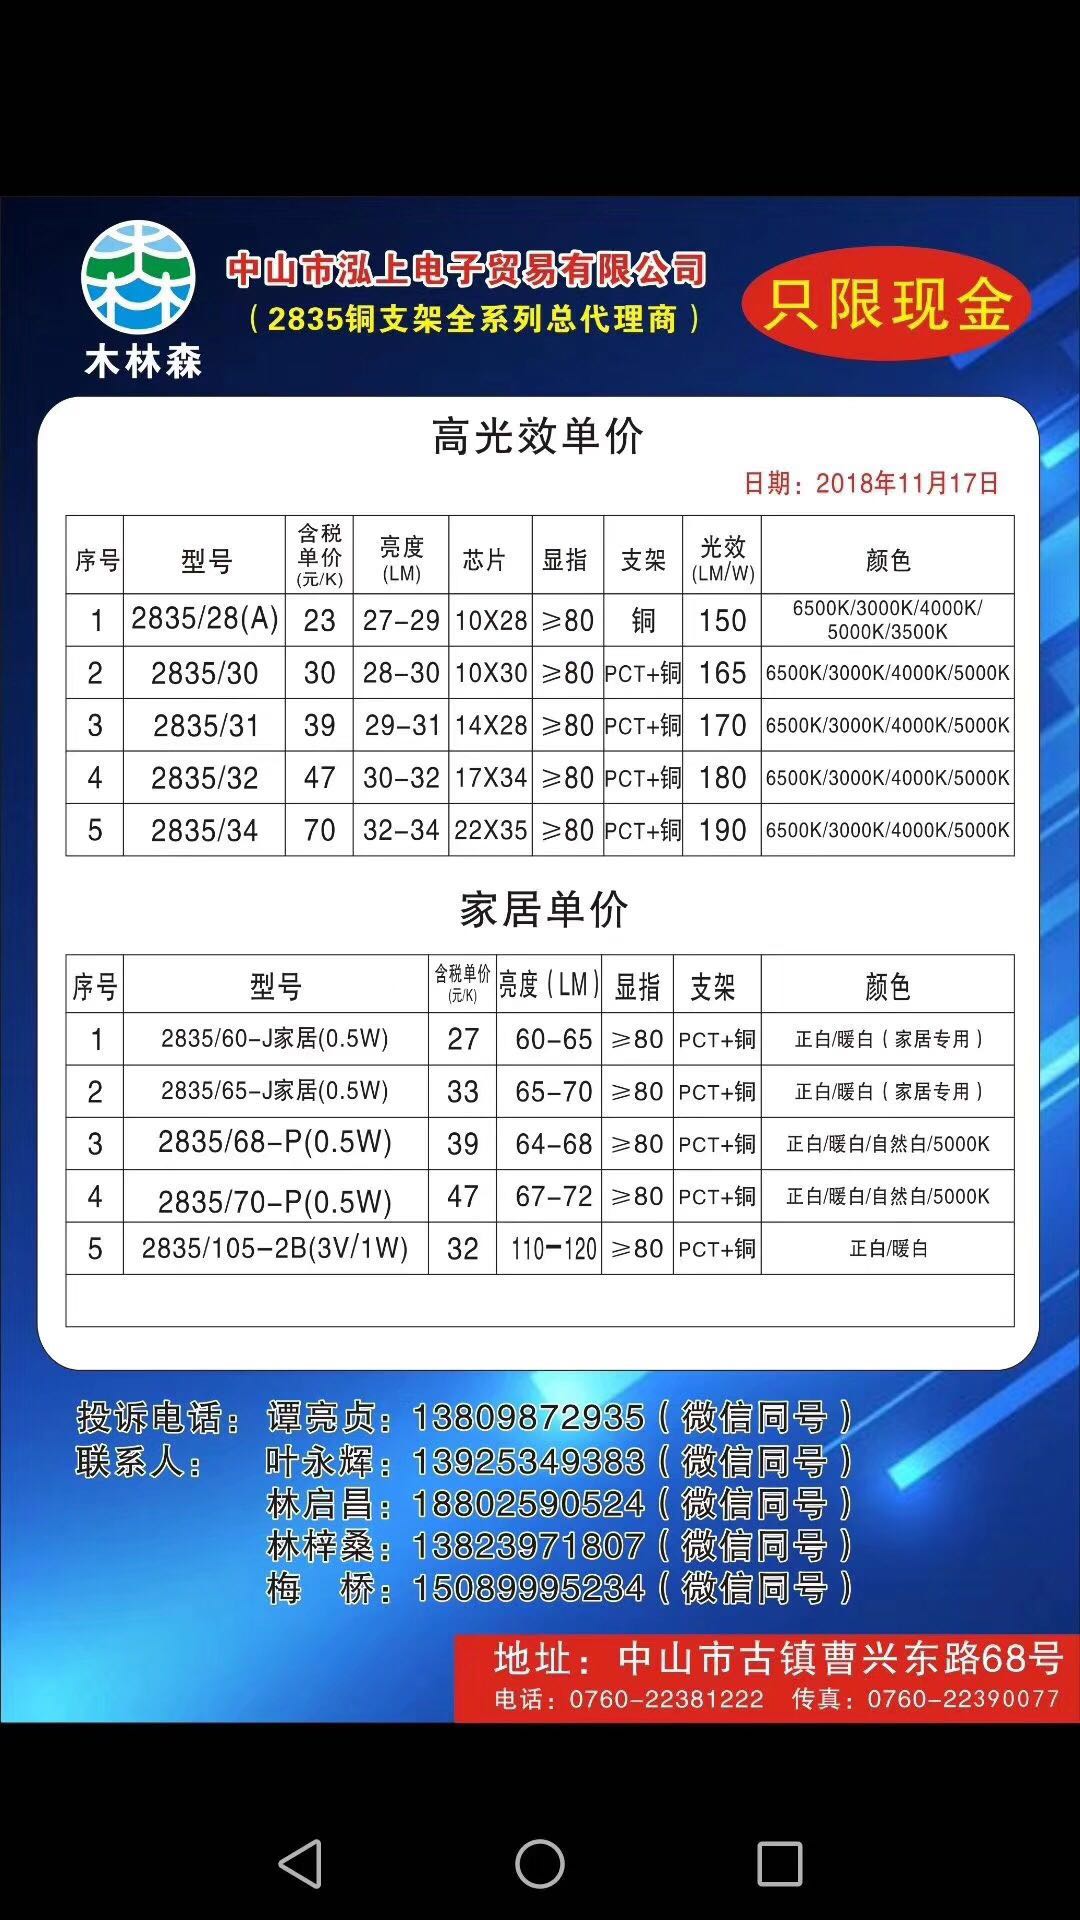 木林森
中山市泓上电子贸易有限公司
（2835铜支架全系列总代理商）
只限现金
高光效单价
日期：2018年11月17日
序号 型号 含税单价(元/K) 亮度(LM) 芯片 显指 支架 光效(LM/W) 颜色
1 2835/28(A) 23 27-29 10X28 ≥80 铜 150 6500K/3000K/4000K/5000K/3500K
2 2835/30 30 28-30 10X30 ≥80 PCT+铜 165 6500K/3000K/4000K/5000K
3 2835/31 39 29-31 14X28 ≥80 PCT+铜 170 6500K/3000K/4000K/5000K
4 2835/32 47 30-32 17X34 ≥80 PCT+铜 180 6500K/3000K/4000K/5000K
5 2835/34 70 32-34 22X35 ≥80 PCT+铜 190 6500K/3000K/4000K/5000K
家居单价
序号 型号 含税单价(元/K) 亮度（LM） 显指 支架 颜色
1 2835/60-J家居(0.5W) 27 60-65 ≥80 PCT+铜 正白/暖白（家居专用）
2 2835/65-J家居(0.5W) 33 65-70 ≥80 PCT+铜 正白/暖白（家居专用）
3 2835/68-P(0.5W) 39 64-68 ≥80 PCT+铜 正白/暖白/自然白/5000K
4 2835/70-P(0.5W) 47 67-72 ≥80 PCT+铜 正白/暖白/自然白/5000K
5 2835/105-2B(3V/1W) 32 110-120 ≥80 PCT+铜 正白/暖白
投诉电话： 谭亮贞：13809872935（微信同号）
联系人： 叶永辉：13925349383（微信同号）
林启昌：18802590524（微信同号）
林梓桑：13823971807（微信同号）
梅 桥：15089995234（微信同号）
地址：中山市古镇曹兴东路68号
电话：0760-22381222 传真：0760-22390077